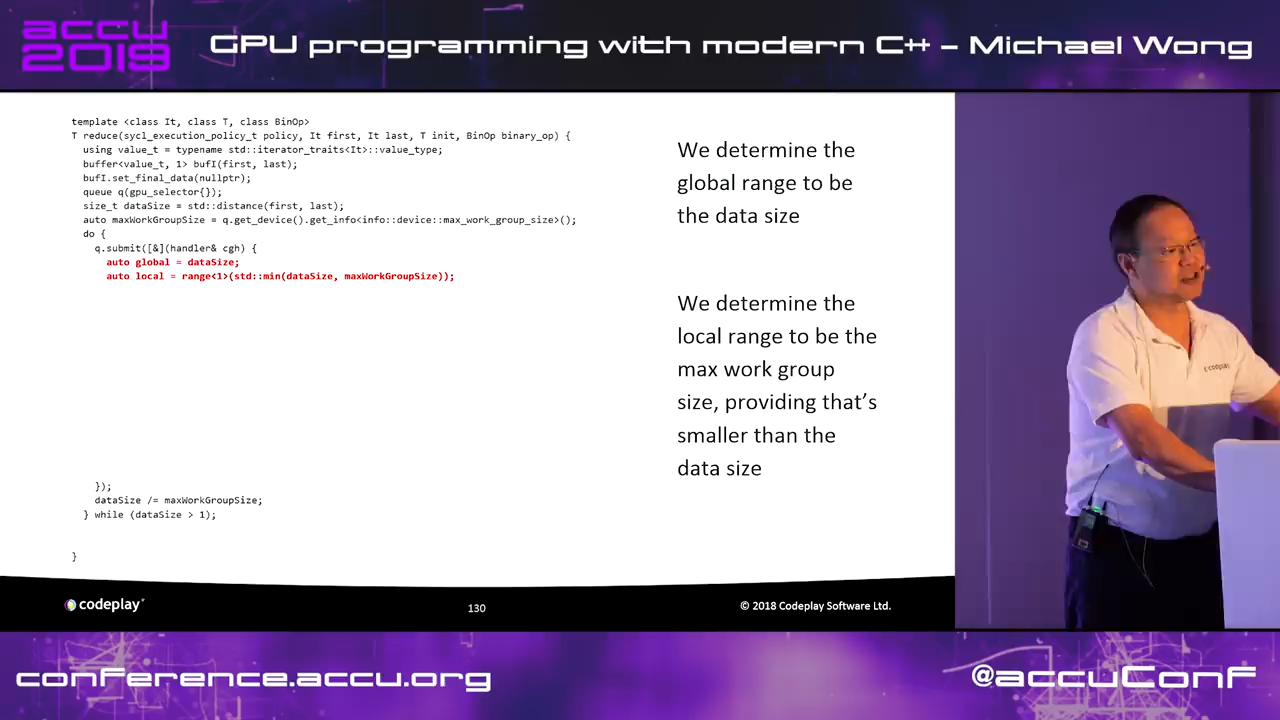 accu
2019
GPU programming with modern C++ – Michael Wong
template <class It, class T, class BinOp>
T reduce(sycl_execution_policy_t policy, It first, It last, T init, BinOp binary_op) {
  using value_t = typename std::iterator_traits<It>::value_type;
  buffer<value_t, 1> bufI(first, last);
  bufI.set_final_data(nullptr);
  queue q(gpu_selector{});
  size_t dataSize = std::distance(first, last);
  auto maxWorkGroupSize = q.get_device().get_info<info::device::max_work_group_size>();
  do {
    q.submit([&](handler& cgh) {
      auto global = dataSize;
      auto local = range<1>(std::min(dataSize, maxWorkGroupSize));
    });
    dataSize /= maxWorkGroupSize;
  } while (dataSize > 1);
}
We determine the
global range to be
the data size
We determine the
local range to be the
max work group
size, providing that’s
smaller than the
data size
codeplay
codeplay*
130
© 2018 Codeplay Software Ltd.
conference.accu.org
@accuConf